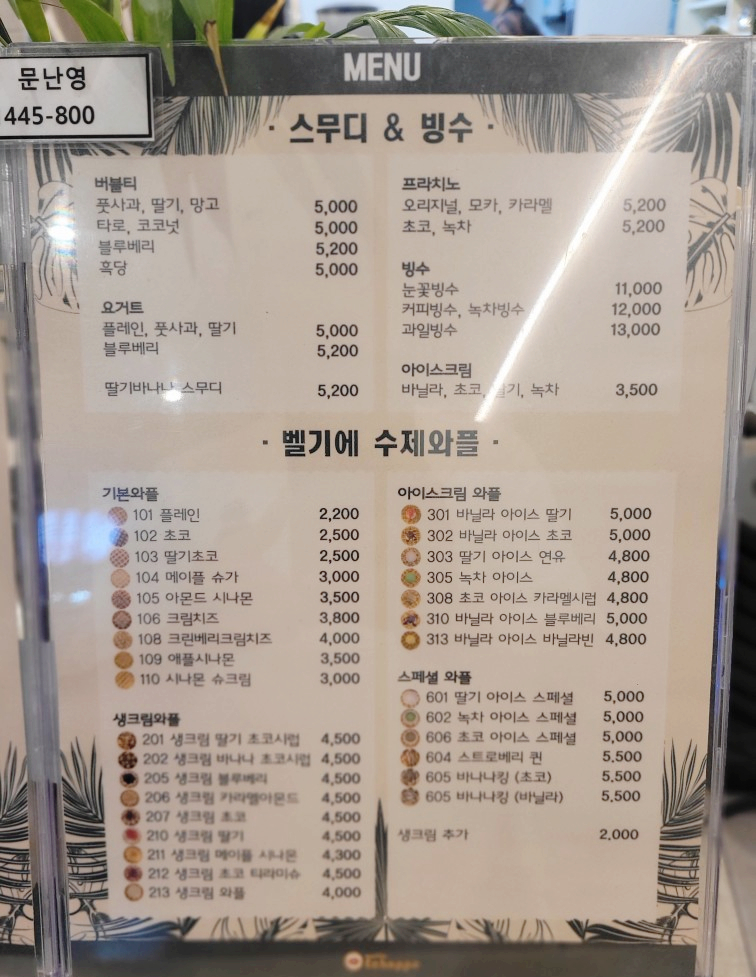 문난영
445-800
MENU
· 스무디 & 빙수 ·
버블티
풋사과, 딸기, 망고 5,000
타로, 코코넛 5,000
블루베리 5,200
흑당 5,000
요거트
플레인, 풋사과, 딸기 5,000
블루베리 5,200
딸기바나나 스무디 5,200
프라치노
오리지널, 모카, 카라멜 5,200
초코, 녹차 5,200
빙수
눈꽃빙수 11,000
커피빙수, 녹차빙수 12,000
과일빙수 13,000
아이스크림
바닐라, 초코, 딸기, 녹차 3,500
· 벨기에 수제와플 ·
기본와플
101 플레인 2,200
102 초코 2,500
103 딸기초코 2,500
104 메이플 슈가 3,000
105 아몬드 시나몬 3,500
106 크림치즈 3,800
108 크린베리크림치즈 4,000
109 애플시나몬 3,500
110 시나몬 슈크림 3,000
생크림와플
201 생크림 딸기 초코시럽 4,500
202 생크림 바나나 초코시럽 4,500
205 생크림 블루베리 4,500
206 생크림 카라멜아몬드 4,500
207 생크림 초코 4,500
210 생크림 딸기 4,500
211 생크림 메이플 시나몬 4,300
212 생크림 초코 티라미슈 4,500
213 생크림 와플 4,000
아이스크림 와플
301 바닐라 아이스 딸기 5,000
302 바닐라 아이스 초코 5,000
303 딸기 아이스 연유 4,800
305 녹차 아이스 4,800
308 초코 아이스 카라멜시럽 4,800
310 바닐라 아이스 블루베리 5,000
313 바닐라 아이스 바닐라빈 4,800
스페셜 와플
601 딸기 아이스 스페셜 5,000
602 녹차 아이스 스페셜 5,000
606 초코 아이스 스페셜 5,000
604 스트로베리 퀸 5,500
605 바나나킹 (초코) 5,500
605 바나나킹 (바닐라) 5,500
생크림 추가 2,000